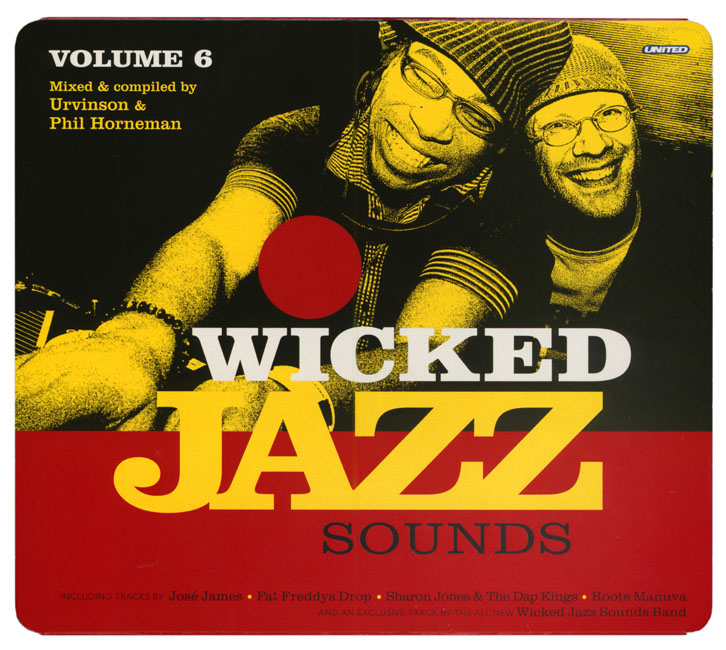 VOLUME 6
Mixed & compiled by
Urvinson &
Phil Horneman
UNITED
WICKED
JAZZ
SOUNDS
INCLUDING TRACKS BY José James • Fat Freddys Drop • Sharon Jones & The Dap Kings • Roots Manuva
AND AN EXCLUSIVE TRACK BY THE ALL NEW Wicked Jazz Sounds Band